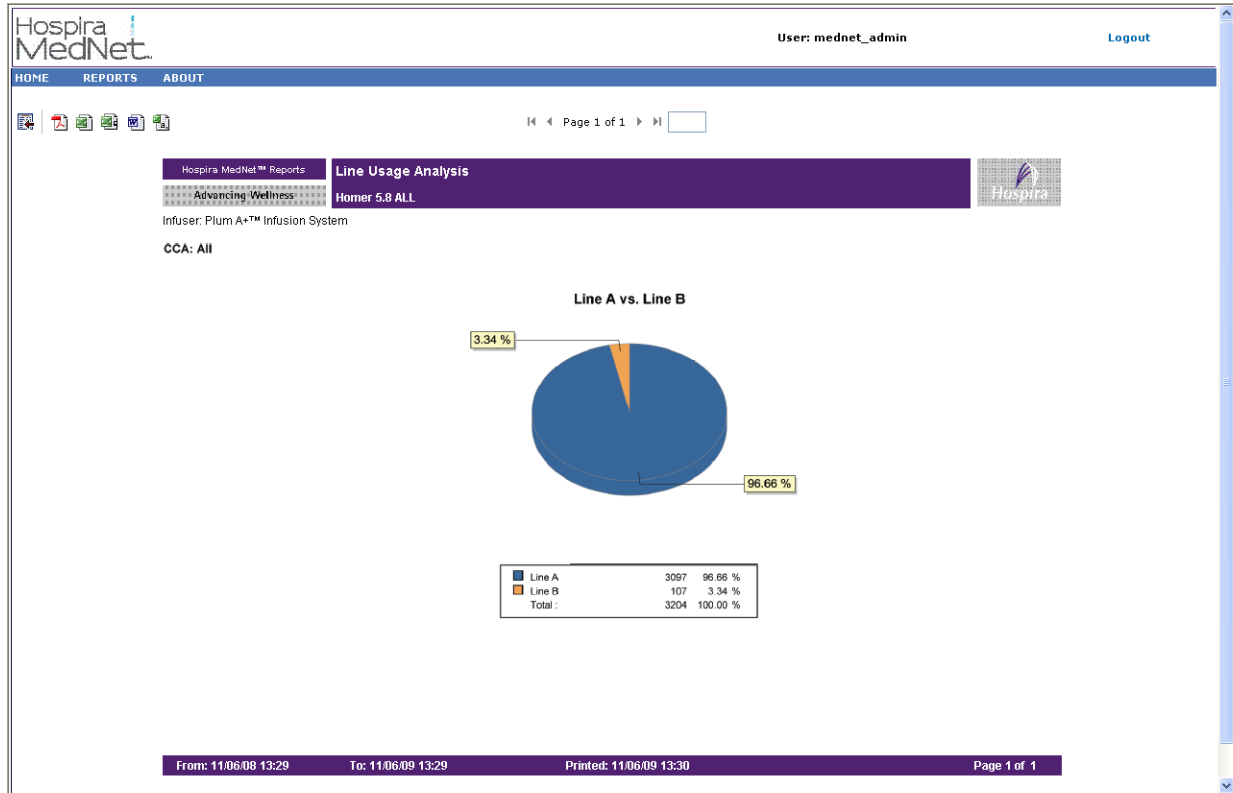 Hospira
MedNet™
User: mednet_admin
Logout
HOME REPORTS ABOUT
Page 1 of 1
Hospira MedNet™ Reports
Advancing Wellness
Line Usage Analysis
Homer 5.8 ALL
Hospira
Infuser: Plum A+™ Infusion System
CCA: All
Line A vs. Line B
3.34 %
96.66 %
Line A 3097 96.66 %
Line B 107 3.34 %
Total : 3204 100.00 %
From: 11/06/08 13:29 To: 11/06/09 13:29 Printed: 11/06/09 13:30 Page 1 of 1